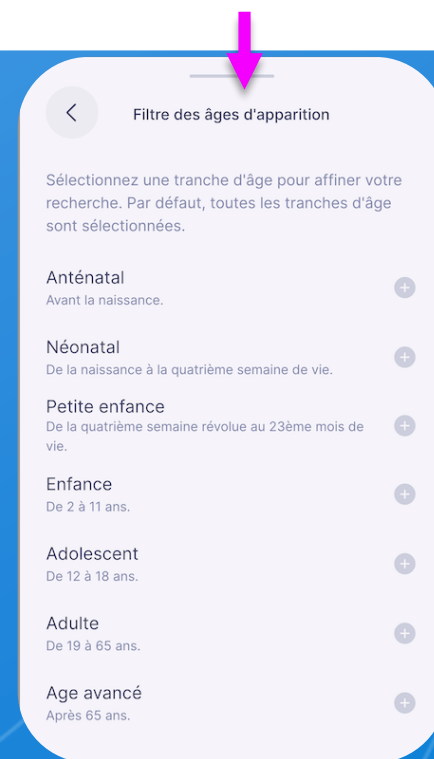 Filtre des âges d'apparition
Sélectionnez une tranche d'âge pour affiner votre
recherche. Par défaut, toutes les tranches d'âge
sont sélectionnées.
Anténatal
Avant la naissance.
Néonatal
De la naissance à la quatrième semaine de vie.
Petite enfance
De la quatrième semaine révolue au 23ème mois de
vie.
Enfance
De 2 à 11 ans.
Adolescent
De 12 à 18 ans.
Adulte
De 19 à 65 ans.
Age avancé
Après 65 ans.